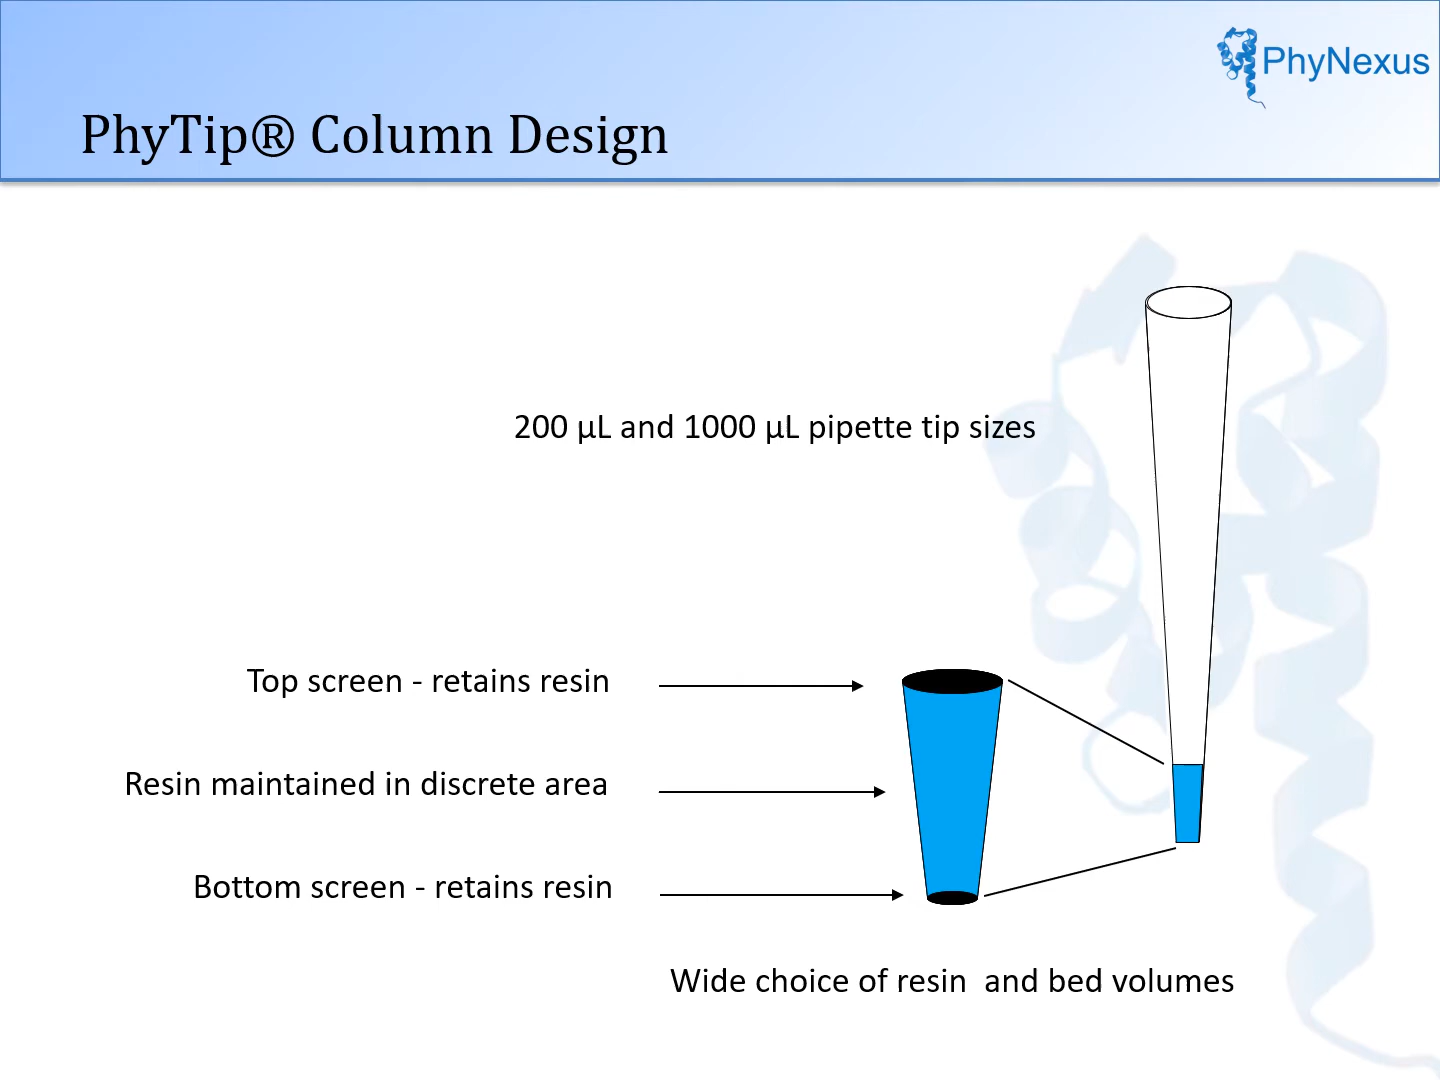 PhyNexus
PhyTip® Column Design
200 µL and 1000 µL pipette tip sizes
Top screen - retains resin
Resin maintained in discrete area
Bottom screen - retains resin
Wide choice of resin  and bed volumes